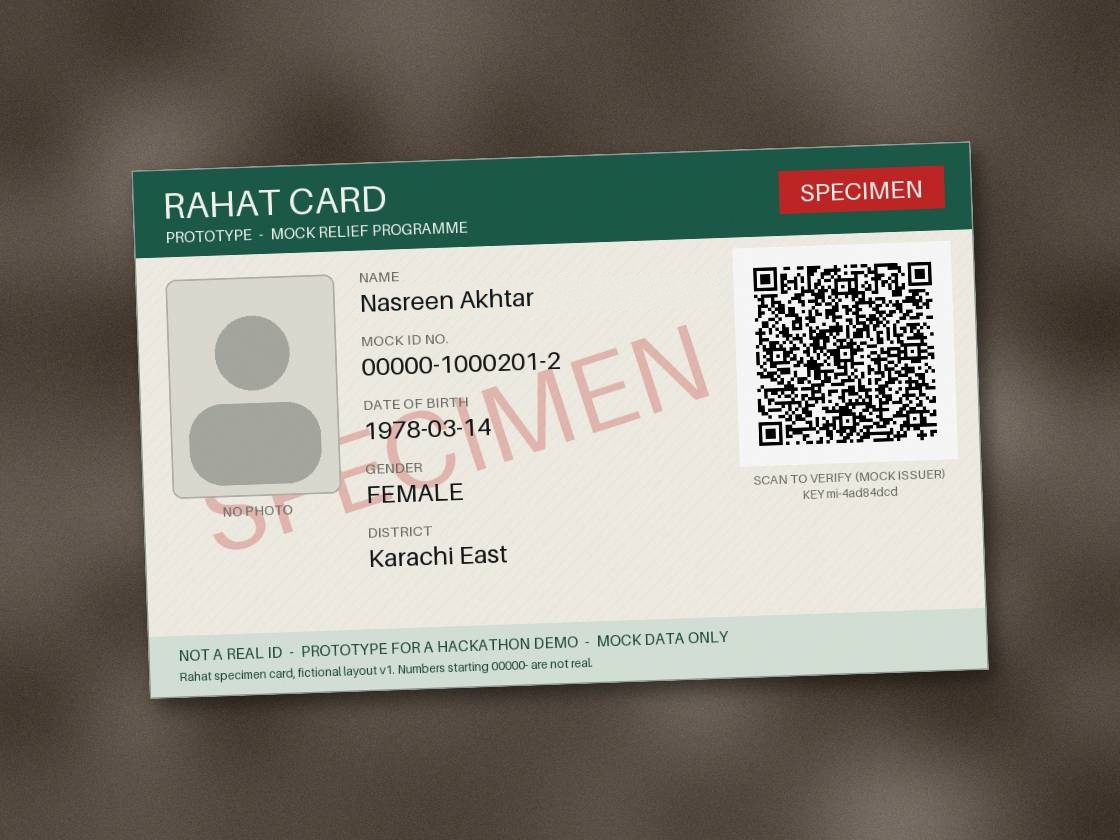 RAHAT CARD
PROTOTYPE - MOCK RELIEF PROGRAMME
SPECIMEN
NAME
Nasreen Akhtar
MOCK ID NO.
00000-1000201-2
DATE OF BIRTH
1978-03-14
GENDER
FEMALE
DISTRICT
Karachi East
NO PHOTO
SPECIMEN
SCAN TO VERIFY (MOCK ISSUER)
KEY mi-4ad84dcd
NOT A REAL ID - PROTOTYPE FOR A HACKATHON DEMO - MOCK DATA ONLY
Rahat specimen card, fictional layout v1. Numbers starting 00000- are not real.